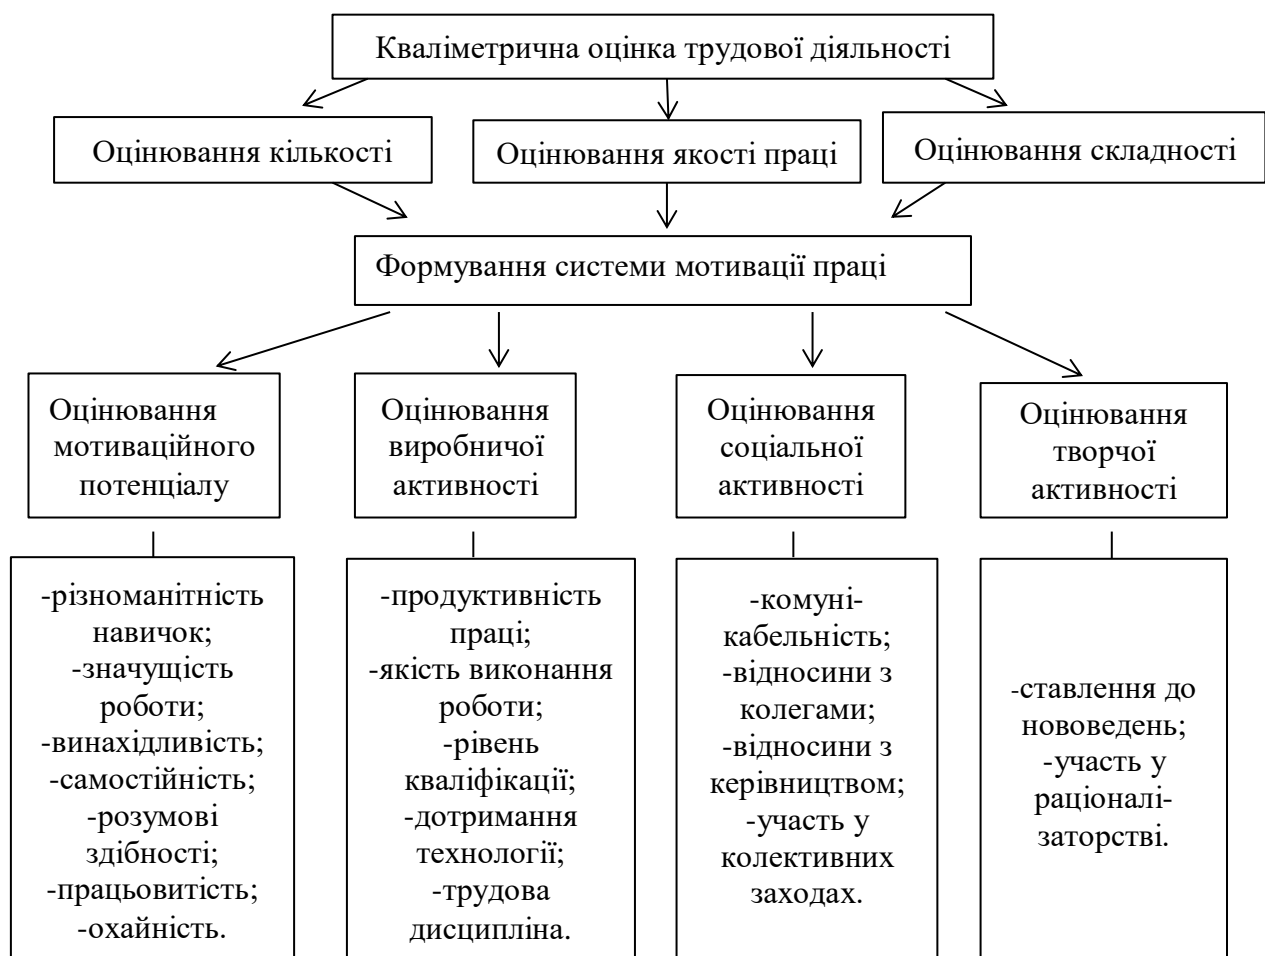 Кваліметрична оцінка трудової діяльності
Оцінювання кількості
Оцінювання якості праці
Оцінювання складності
Формування системи мотивації праці
Оцінювання
мотиваційного
потенціалу
Оцінювання
виробничої
активності
Оцінювання
соціальної
активності
Оцінювання
творчої
активності
-різноманітність
навичок;
-значущість
роботи;
-винахідливість;
-самостійність;
-розумові
здібності;
-працьовитість;
-охайність.
-продуктивність
праці;
-якість виконання
роботи;
-рівень
кваліфікації;
-дотримання
технології;
-трудова
дисципліна.
-комуні-
кабельність;
-відносини з
колегами;
-відносини з
керівництвом;
-участь у
колективних
заходах.
-ставлення до
нововедень;
-участь у
раціоналі-
заторстві.